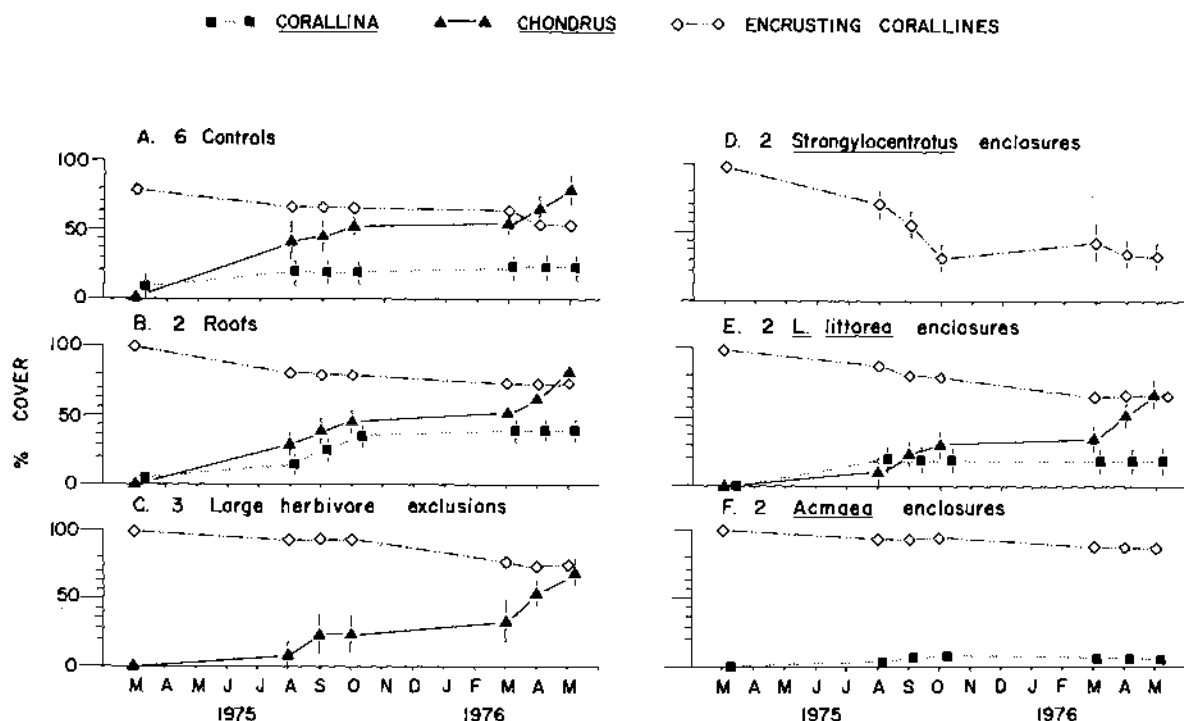 CORALLINA CHONDRUS ENCRUSTING CORALLINES
A. 6 Controls
100
50
0
B. 2 Roofs
100
50
0
C. 3 Large herbivore exclusions
100
50
0
% COVER
M A J J A S O N D J F M A M
1975 1976
D. 2 Strongylocentrotus enclosures
E. 2 L. littorea enclosures
F. 2 Acmaea enclosures
M A J J A S O N D J F M A M
1975 1976